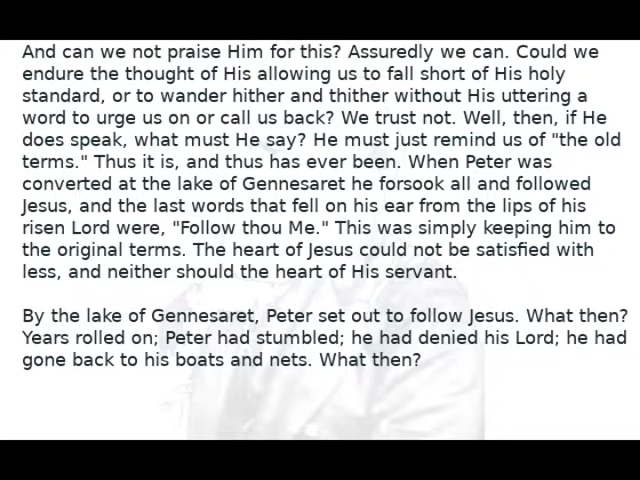 And can we not praise Him for this? Assuredly we can. Could we
endure the thought of His allowing us to fall short of His holy
standard, or to wander hither and thither without His uttering a
word to urge us on or call us back? We trust not. Well, then, if He
does speak, what must He say? He must just remind us of "the old
terms." Thus it is, and thus has ever been. When Peter was
converted at the lake of Gennesaret he forsook all and followed
Jesus, and the last words that fell on his ear from the lips of his
risen Lord were, "Follow thou Me." This was simply keeping him to
the original terms. The heart of Jesus could not be satisfied with
less, and neither should the heart of His servant.
By the lake of Gennesaret, Peter set out to follow Jesus. What then?
Years rolled on; Peter had stumbled; he had denied his Lord; he had
gone back to his boats and nets. What then?